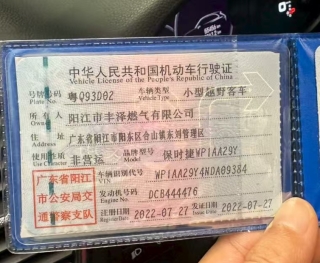 中华人民共和国机动车行驶证
Vehicle License of the People's Republic of China
号牌号码 粤Q93D02 车辆类型 小型越野客车
Plate No. Vehicle Type
所有人 阳江市丰泽燃气有限公司
Owner
住址 广东省阳江市阳东区合山镇东刘管理区
Address
使用性质 非营运 品牌型号 保时捷WP1AA29Y
Use Character Model
广东省阳江市公安局交通警察支队
车辆识别代号 WP1AA29Y4NDA09384
VIN
发动机号码 DCB444476
Engine No.
注册日期 2022-07-27 发证日期 2022-07-27
Register Date Issue Date